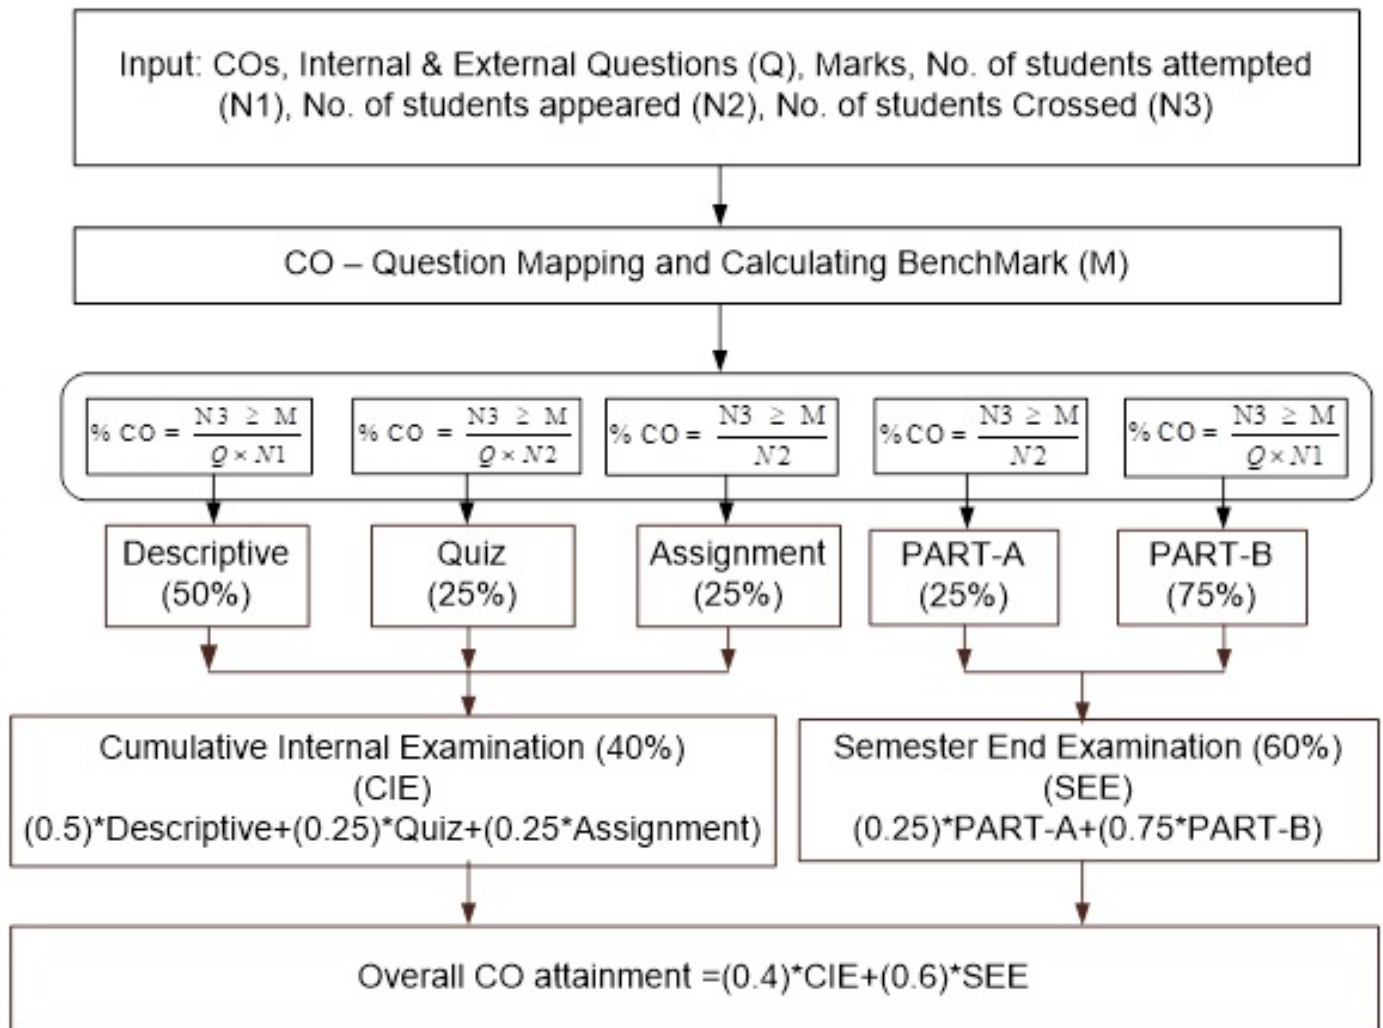 Input: COs, Internal & External Questions (Q), Marks, No. of students attempted
(N1), No. of students appeared (N2), No. of students Crossed (N3)
CO – Question Mapping and Calculating BenchMark (M)
% CO = N3 ≥ M / Q × N1
% CO = N3 ≥ M / Q × N2
% CO = N3 ≥ M / N2
% CO = N3 ≥ M / N2
% CO = N3 ≥ M / Q × N1
Descriptive
(50%)
Quiz
(25%)
Assignment
(25%)
PART-A
(25%)
PART-B
(75%)
Cumulative Internal Examination (40%)
(CIE)
(0.5)*Descriptive+(0.25)*Quiz+(0.25*Assignment)
Semester End Examination (60%)
(SEE)
(0.25)*PART-A+(0.75*PART-B)
Overall CO attainment =(0.4)*CIE+(0.6)*SEE